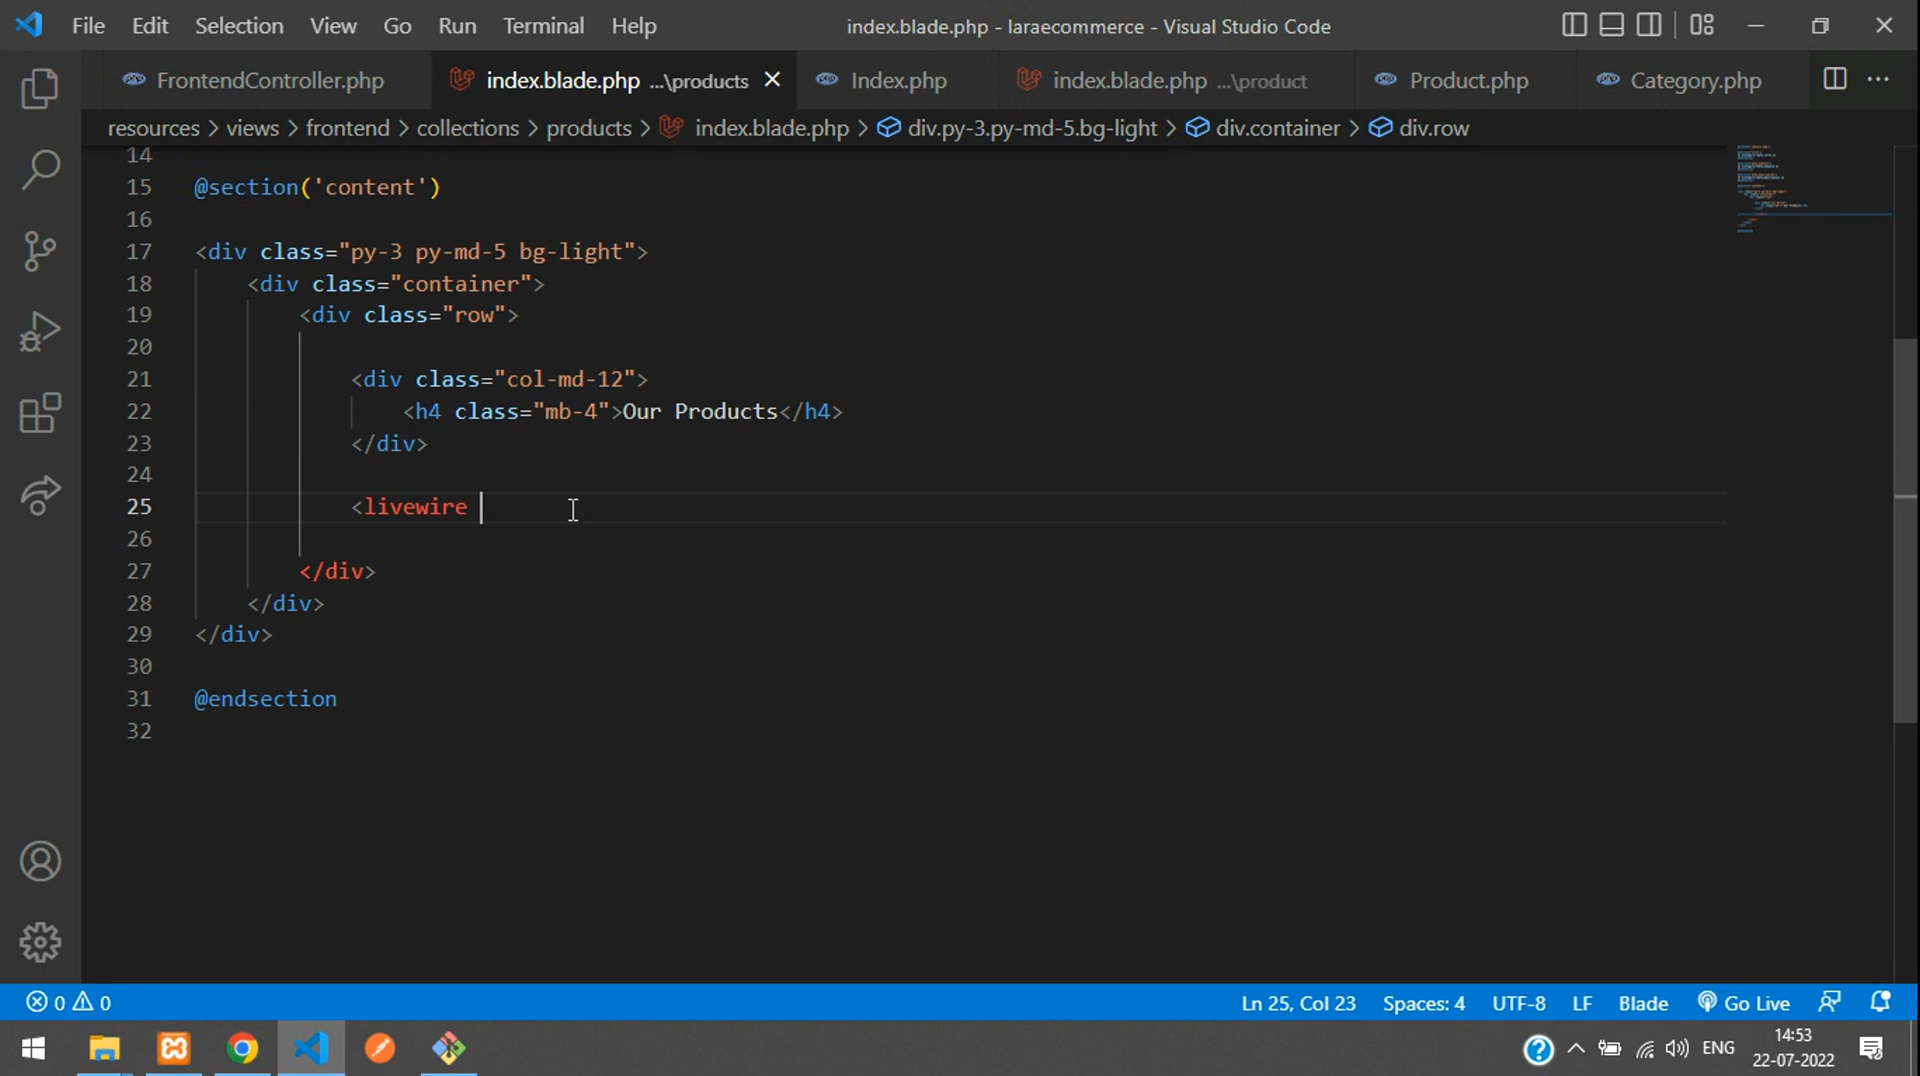 File Edit Selection View Go Run Terminal Help index.blade.php - laraecommerce - Visual Studio Code
FrontendController.php index.blade.php ...\products Index.php index.blade.php ...\product Product.php Category.php
resources > views > frontend > collections > products > index.blade.php > div.py-3.py-md-5.bg-light > div.container > div.row
14
15 @section('content')
16
17 <div class="py-3 py-md-5 bg-light">
18 <div class="container">
19 <div class="row">
20
21 <div class="col-md-12">
22 <h4 class="mb-4">Our Products</h4>
23 </div>
24
25 <livewire
26
27 </div>
28 </div>
29 </div>
30
31 @endsection
32
0 0 Ln 25, Col 23 Spaces: 4 UTF-8 LF Blade Go Live
ENG 14:53
22-07-2022